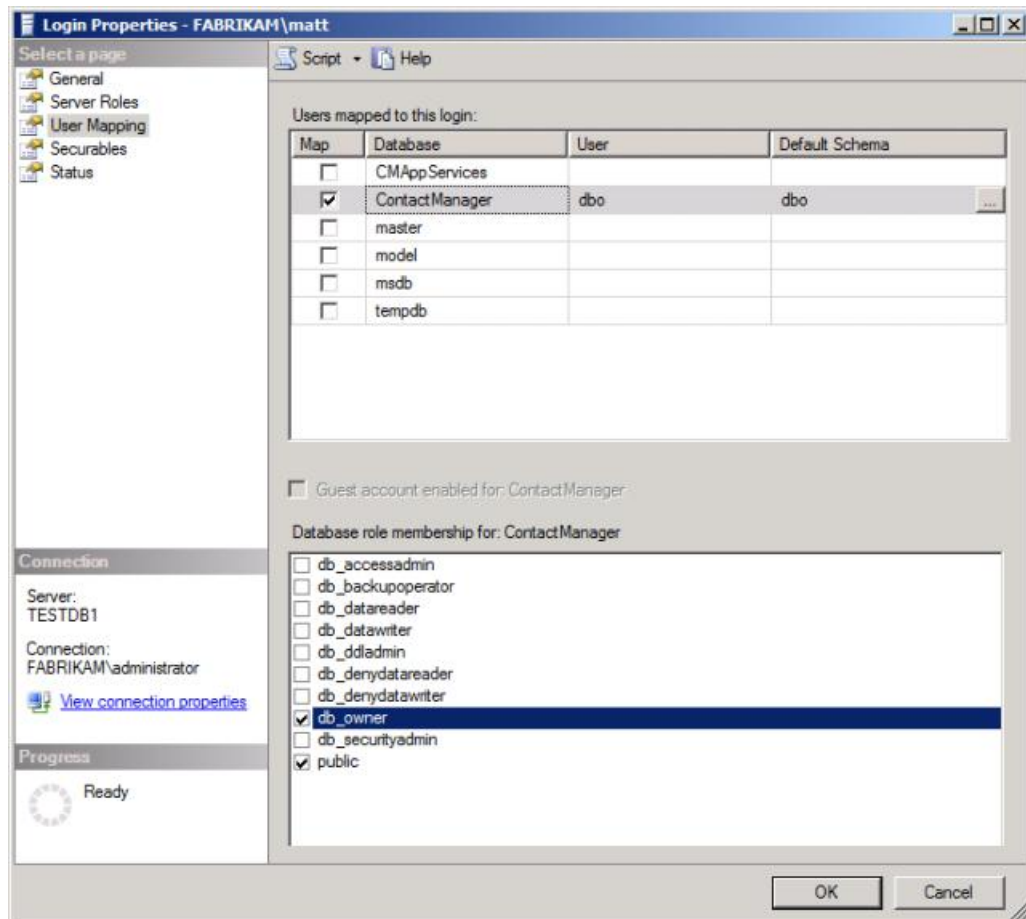 Login Properties - FABRIKAM\matt
Select a page
General
Server Roles
User Mapping
Securables
Status
Script Help
Users mapped to this login:
Map Database User Default Schema
CMAppServices
ContactManager dbo dbo ...
master
model
msdb
tempdb
Guest account enabled for: ContactManager
Database role membership for: ContactManager
db_accessadmin
db_backupoperator
db_datareader
db_datawriter
db_ddladmin
db_denydatareader
db_denydatawriter
db_owner
db_securityadmin
public
Connection
Server:
TESTDB1
Connection:
FABRIKAM\administrator
View connection properties
Progress
Ready
OK Cancel